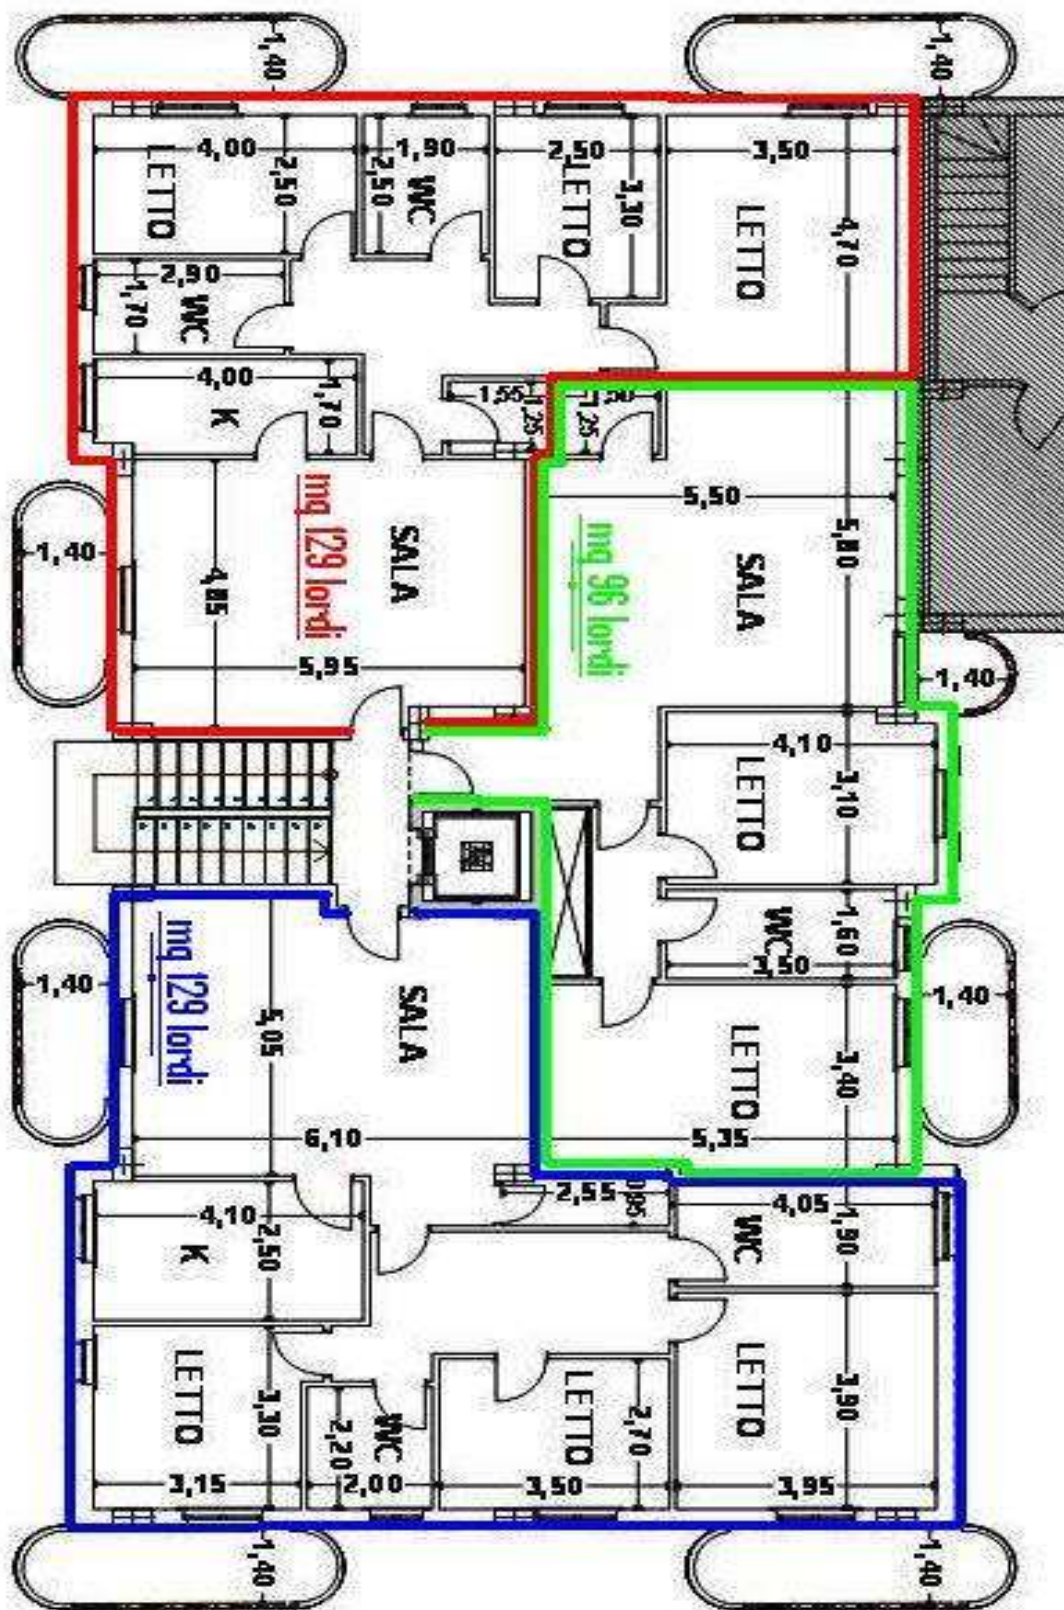 1,40
1,40
4,00
2,50
LETTO
2,50
1,90
WC
2,50
3,30
LETTO
3,50
4,70
LETTO
2,90
1,70
WC
4,00
1,70
K
1,55
1,25
1,50
1,25
1,40
4,85
mq 129 lordi
SALA
5,95
5,50
mq 96 lordi
SALA
5,80
1,40
4,10
LETTO
3,10
WC
1,60
3,50
1,40
mq 129 lordi
5,05
SALA
6,10
LETTO
3,40
5,35
1,40
4,10
2,50
K
2,55
0,95
4,05
WC
1,90
LETTO
3,30
3,15
2,20
WC
2,00
LETTO
2,70
3,50
LETTO
3,90
3,95
1,40
1,40